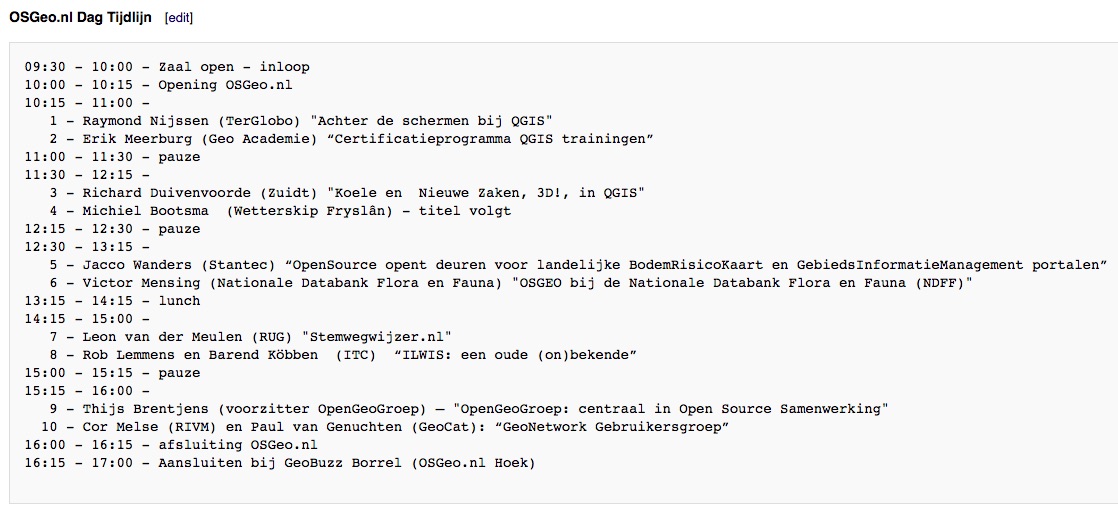 OSGeo.nl Dag Tijdlijn [edit]
09:30 - 10:00 - Zaal open - inloop
10:00 - 10:15 - Opening OSGeo.nl
10:15 - 11:00 -
1 - Raymond Nijssen (TerGlobo) "Achter de schermen bij QGIS"
2 - Erik Meerburg (Geo Academie) “Certificatieprogramma QGIS trainingen”
11:00 - 11:30 - pauze
11:30 - 12:15 -
3 - Richard Duivenvoorde (Zuidt) "Koele en  Nieuwe Zaken, 3D!, in QGIS"
4 - Michiel Bootsma  (Wetterskip Fryslân) - titel volgt
12:15 - 12:30 - pauze
12:30 - 13:15 -
5 - Jacco Wanders (Stantec) “OpenSource opent deuren voor landelijke BodemRisicoKaart en GebiedsInformatieManagement portalen”
6 - Victor Mensing (Nationale Databank Flora en Fauna) "OSGEO bij de Nationale Databank Flora en Fauna (NDFF)"
13:15 - 14:15 - lunch
14:15 - 15:00 -
7 - Leon van der Meulen (RUG) "Stemwegwijzer.nl"
8 - Rob Lemmens en Barend Köbben  (ITC)  “ILWIS: een oude (on)bekende”
15:00 - 15:15 - pauze
15:15 - 16:00 -
9 - Thijs Brentjens (voorzitter OpenGeoGroep) – "OpenGeoGroep: centraal in Open Source Samenwerking"
10 - Cor Melse (RIVM) en Paul van Genuchten (GeoCat): “GeoNetwork Gebruikersgroep”
16:00 - 16:15 - afsluiting OSGeo.nl
16:15 - 17:00 - Aansluiten bij GeoBuzz Borrel (OSGeo.nl Hoek)